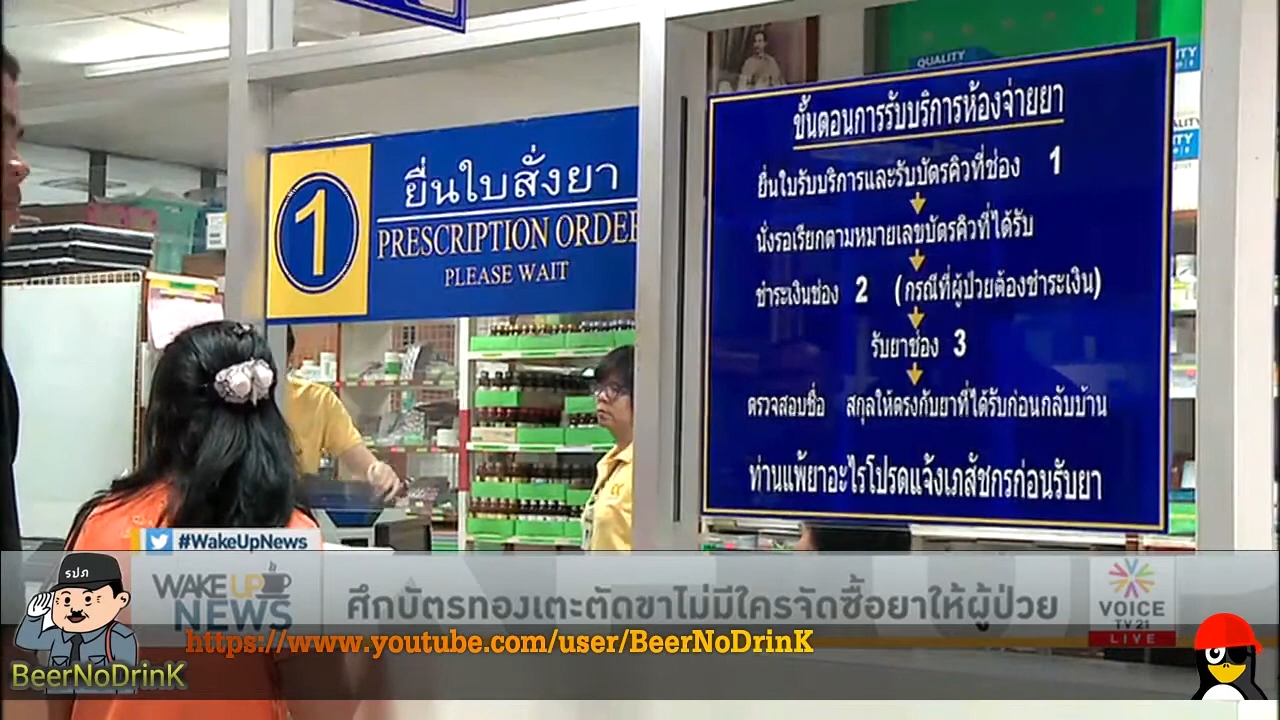 QUALITY
ขั้นตอนการรับบริการห้องจ่ายยา
ยื่นใบรับบริการและรับบัตรคิวที่ช่อง 1
นั่งรอเรียกตามหมายเลขบัตรคิวที่ได้รับ
ชำระเงินช่อง 2 (กรณีที่ผู้ป่วยต้องชำระเงิน)
รับยาช่อง 3
ตรวจสอบชื่อ สกุลให้ตรงกับยาที่ได้รับก่อนกลับบ้าน
ท่านแพ้ยาอะไรโปรดแจ้งเภสัชกรก่อนรับยา
1
ยื่นใบสั่งยา
PRESCRIPTION ORDER
PLEASE WAIT
#WakeUpNews
WAKE UP
NEWS
ศึกบัตรทองเตะตัดขาไม่มีใครจัดซื้อยาให้ผู้ป่วย
VOICE
TV 21
LIVE
https://www.youtube.com/user/BeerNoDrinK
รปภ
BeerNoDrinK